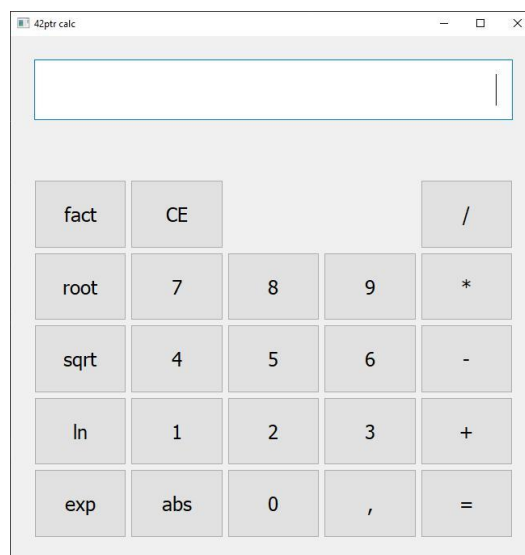 42ptr calc
fact CE /
root 7 8 9 *
sqrt 4 5 6 -
ln 1 2 3 +
exp abs 0 , =